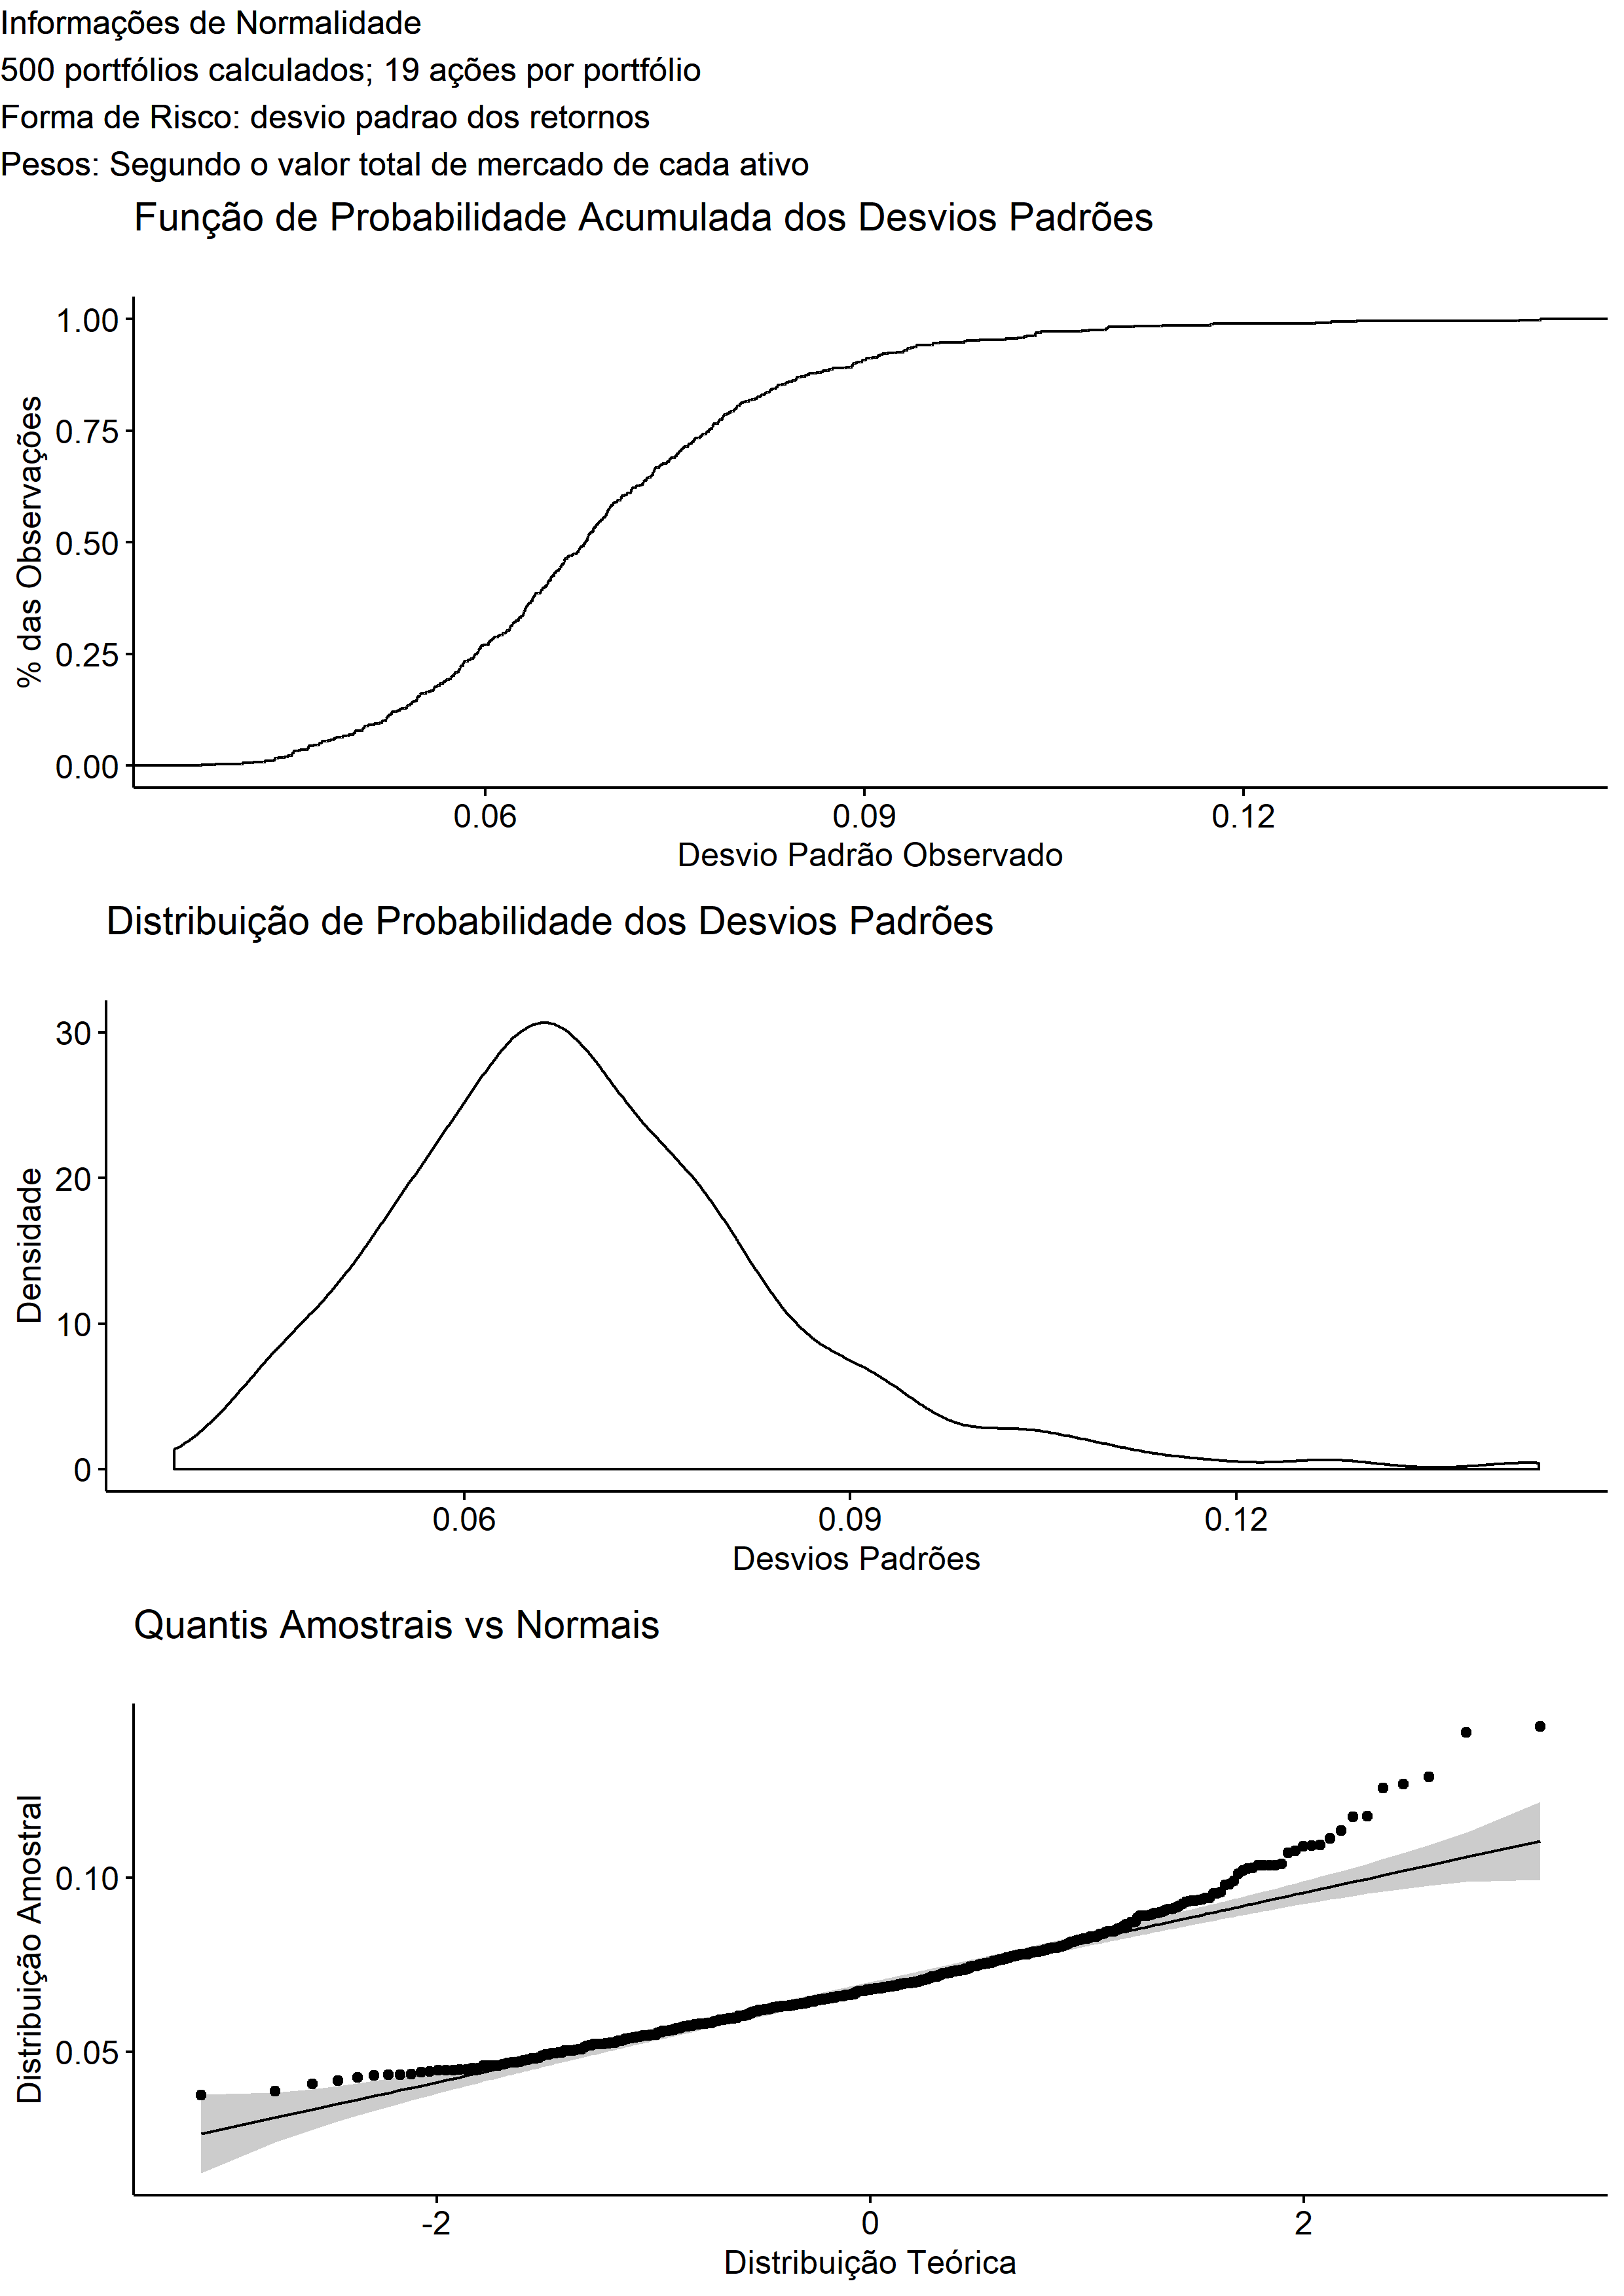 Informações de Normalidade
500 portfólios calculados; 19 ações por portfólio
Forma de Risco: desvio padrao dos retornos
Pesos: Segundo o valor total de mercado de cada ativo
Função de Probabilidade Acumulada dos Desvios Padrões
% das Observações
1.00
0.75
0.50
0.25
0.00
0.06 0.09 0.12
Desvio Padrão Observado
Distribuição de Probabilidade dos Desvios Padrões
Densidade
30
20
10
0
0.06 0.09 0.12
Desvios Padrões
Quantis Amostrais vs Normais
Distribuição Amostral
0.10
0.05
-2 0 2
Distribuição Teórica